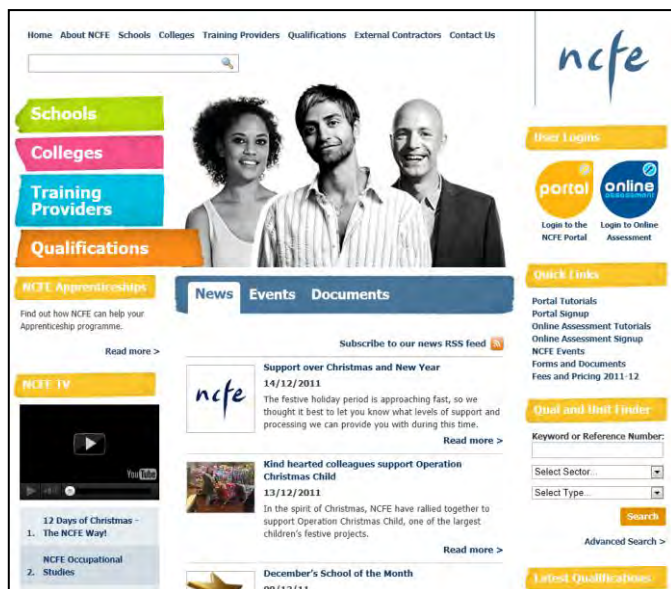 Home About NCFE Schools Colleges Training Providers Qualifications External Contractors Contact Us
ncfe
Schools
Colleges
Training
Providers
Qualifications
User Logins
portal
online
assessment
Login to the
NCFE Portal
Login to Online
Assessment
NCFE Apprenticeships
Find out how NCFE can help your
Apprenticeship programme.
Read more >
NCFE TV
YouTube
12 Days of Christmas -
1. The NCFE Way!
NCFE Occupational
2. Studies
News Events Documents
Subscribe to our news RSS feed
ncfe
Support over Christmas and New Year
14/12/2011
The festive holiday period is approaching fast, so we
thought it best to let you know what levels of support and
processing we can provide you with during this time.
Read more >
Kind hearted colleagues support Operation
Christmas Child
13/12/2011
In the spirit of Christmas, NCFE have rallied together to
support Operation Christmas Child, one of the largest
children's festive projects.
Read more >
December's School of the Month
Quick Links
Portal Tutorials
Portal Signup
Online Assessment Tutorials
Online Assessment Signup
NCFE Events
Forms and Documents
Fees and Pricing 2011-12
Qual and Unit Finder
Keyword or Reference Number:
Select Sector...
Select Type...
Search
Advanced Search >
Latest Qualifications